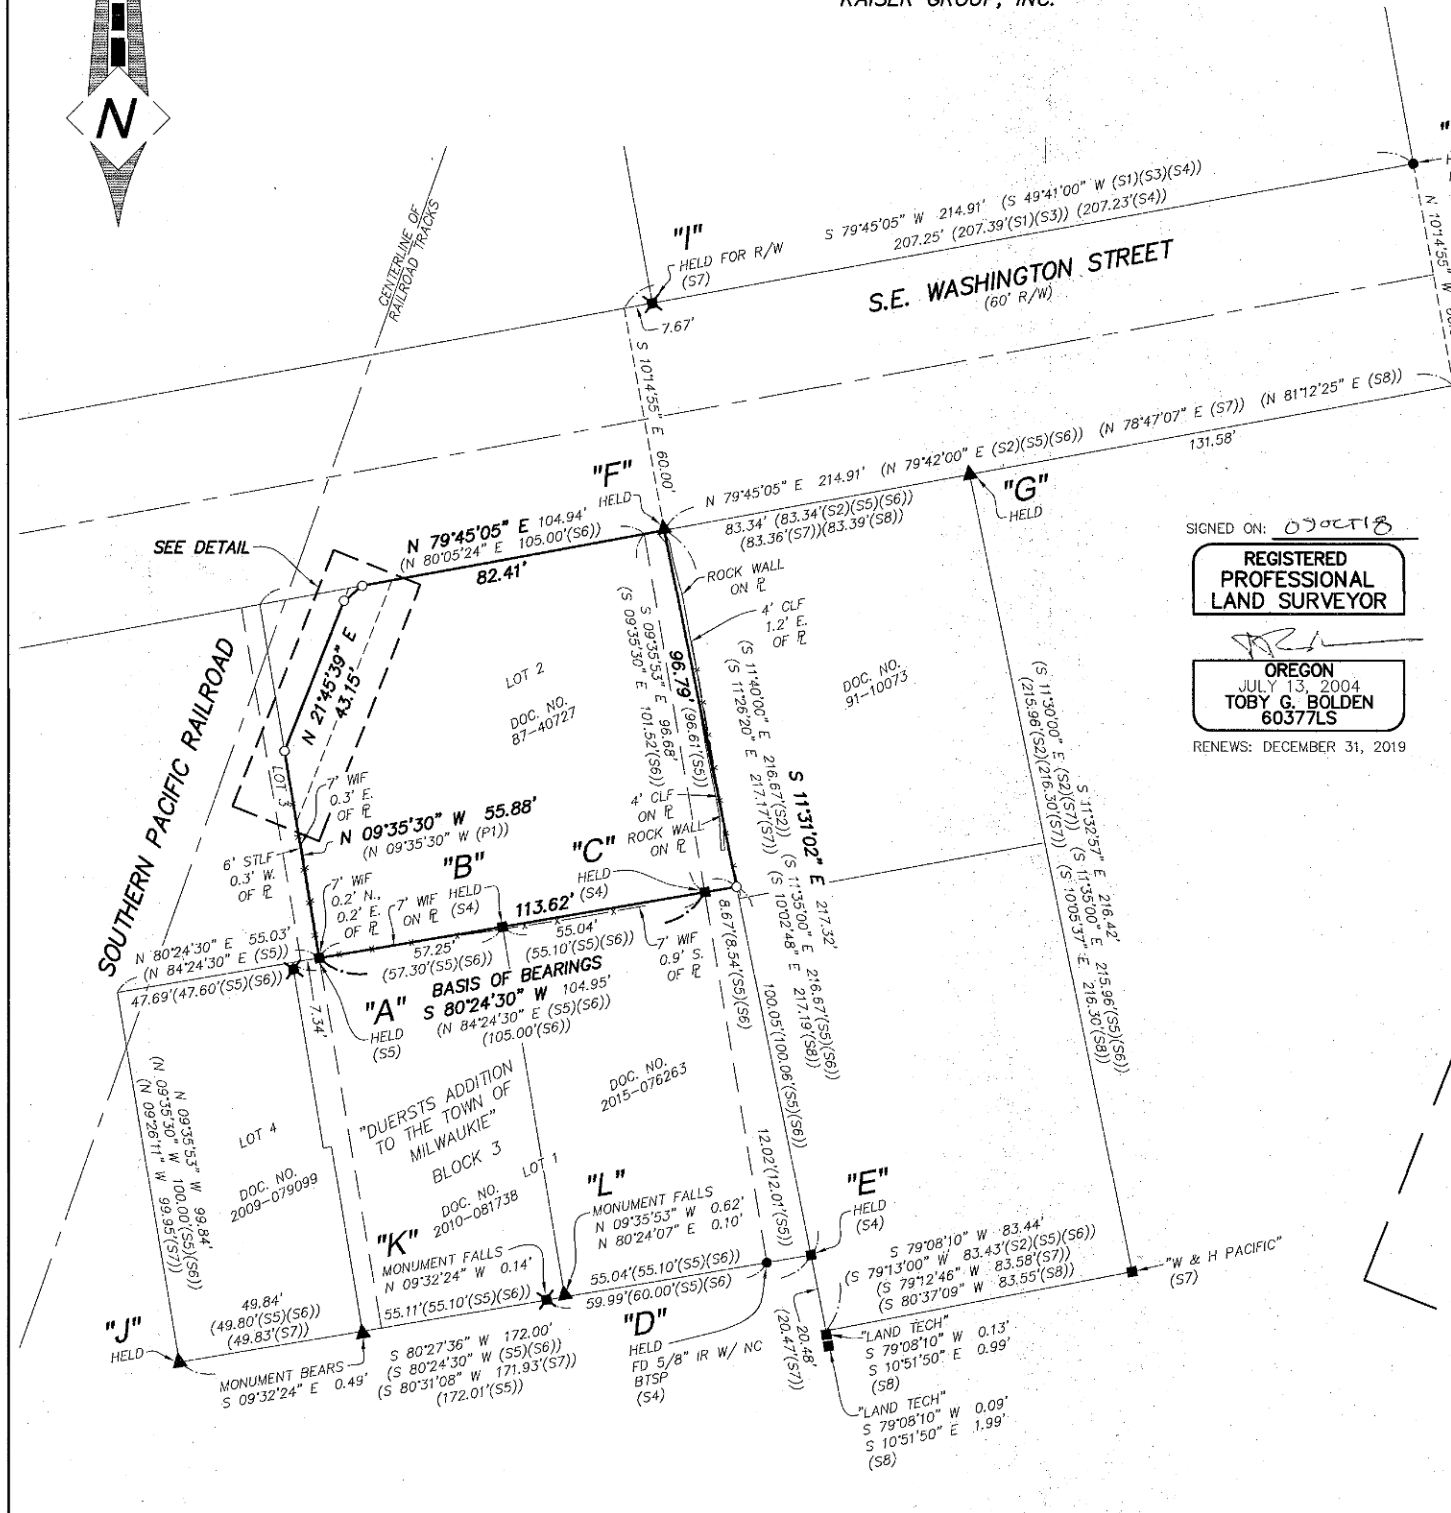 KAISER GROUP, INC.
N
CENTERLINE OF
RAILROAD TRACKS
"I"
HELD FOR R/W
(S7)
S 79°45'05" W 214.91' (S 49°41'00" W (S1)(S3)(S4))
207.25' (207.39'(S1)(S3)) (207.23'(S4))
S.E. WASHINGTON STREET
(60' R/W)
7.67'
S 10°14'55" E 60.00'
N 10°14'55" W
"F"
HELD
N 79°45'05" E 214.91' (N 79°42'00" E (S2)(S5)(S6)) (N 78°47'07" E (S7)) (N 81°12'25" E (S8))
83.34' (83.34'(S2)(S5)(S6))
(83.36'(S7))(83.39'(S8))
131.58'
"G"
HELD
SEE DETAIL
N 79°45'05" E 104.94'
(N 80°05'24" E 105.00'(S6))
82.41'
SIGNED ON: 09OCT18
REGISTERED
PROFESSIONAL
LAND SURVEYOR
OREGON
JULY 13, 2004
TOBY G. BOLDEN
60377LS
RENEWS: DECEMBER 31, 2019
ROCK WALL
ON PL
4' CLF
1.2' E.
OF PL
SOUTHERN PACIFIC RAILROAD
N 21°45'39" E
43.15'
LOT 2
DOC. NO.
87-40727
S 09°35'53" E 96.68'
(S 09°35'30" E 101.52'(S6))
96.79' (96.61'(S5))
DOC. NO.
91-10073
(S 11°40'00" E 216.67'(S2)) (S 11°35'00" E 216.67'(S5)(S6))
(S 11°26'20" E 217.17'(S7)) (S 10°02'48" E 217.19'(S8))
S 11°31'02" E 217.32'
(S 11°30'00" E (S2)(S7)) (S 11°35'00" E 215.96'(S5)(S6))
(215.96'(S2)(216.30'(S7)) (S 10°05'37" E 216.30'(S8))
S 11°32'57" E 216.42'
LOT 3
7' WIF
0.3' E.
OF PL
N 09°35'30" W 55.88'
(N 09°35'30" W (P1))
6' STLF
0.3' W.
OF PL
4' CLF
ON PL
ROCK WALL
ON PL
"B"
HELD
(S4)
"C"
HELD
(S4)
7' WIF
0.2' N.,
0.2' E.
OF PL
7' WIF
ON PL
113.62'
57.25'
(57.30'(S5)(S6))
55.04'
(55.10'(S5)(S6))
7' WIF
0.9' S.
OF PL
8.67'(8.54'(S5)(S6))
N 80°24'30" E 55.03'
(N 84°24'30" E (S5))
47.69'(47.60'(S5)(S6))
7.34'
"A"
HELD
(S5)
BASIS OF BEARINGS
S 80°24'30" W 104.95'
(N 84°24'30" E (S5)(S6))
(105.00'(S6))
100.05'(100.06'(S5)(S6))
N 09°35'53" W 99.84'
(N 09°35'30" W 100.00'(S5)(S6))
(N 09°26'11" W 99.95'(S7))
LOT 4
DOC. NO.
2009-079099
"DUERSTS ADDITION
TO THE TOWN OF
MILWAUKIE"
BLOCK 3
DOC. NO.
2015-076263
LOT 1
DOC. NO.
2010-081738
12.02'(12.01'(S5))
"L"
MONUMENT FALLS
N 09°35'53" W 0.62'
N 80°24'07" E 0.10'
"K"
MONUMENT FALLS
N 09°32'24" W 0.14'
"E"
HELD
(S4)
S 79°08'10" W 83.44'
(S 79°13'00" W 83.43'(S2)(S5)(S6))
(S 79°12'46" W 83.58'(S7))
(S 80°37'09" W 83.55'(S8))
"W & H PACIFIC"
(S7)
55.04'(55.10'(S5)(S6))
59.99'(60.00'(S5)(S6))
55.11'(55.10'(S5)(S6))
49.84'
(49.80'(S5)(S6))
(49.83'(S7))
"J"
HELD
MONUMENT BEARS
S 09°32'24" E 0.49'
S 80°27'36" W 172.00'
(S 80°24'30" W (S5)(S6))
(S 80°31'08" W 171.93'(S7))
(172.01'(S5))
"D"
HELD
FD 5/8" IR W/ NC
BTSP
(S4)
20.48'
(20.47'(S7))
"LAND TECH"
S 79°08'10" W 0.13'
S 10°51'50" E 0.99'
(S8)
"LAND TECH"
S 79°08'10" W 0.09'
S 10°51'50" E 1.99'
(S8)